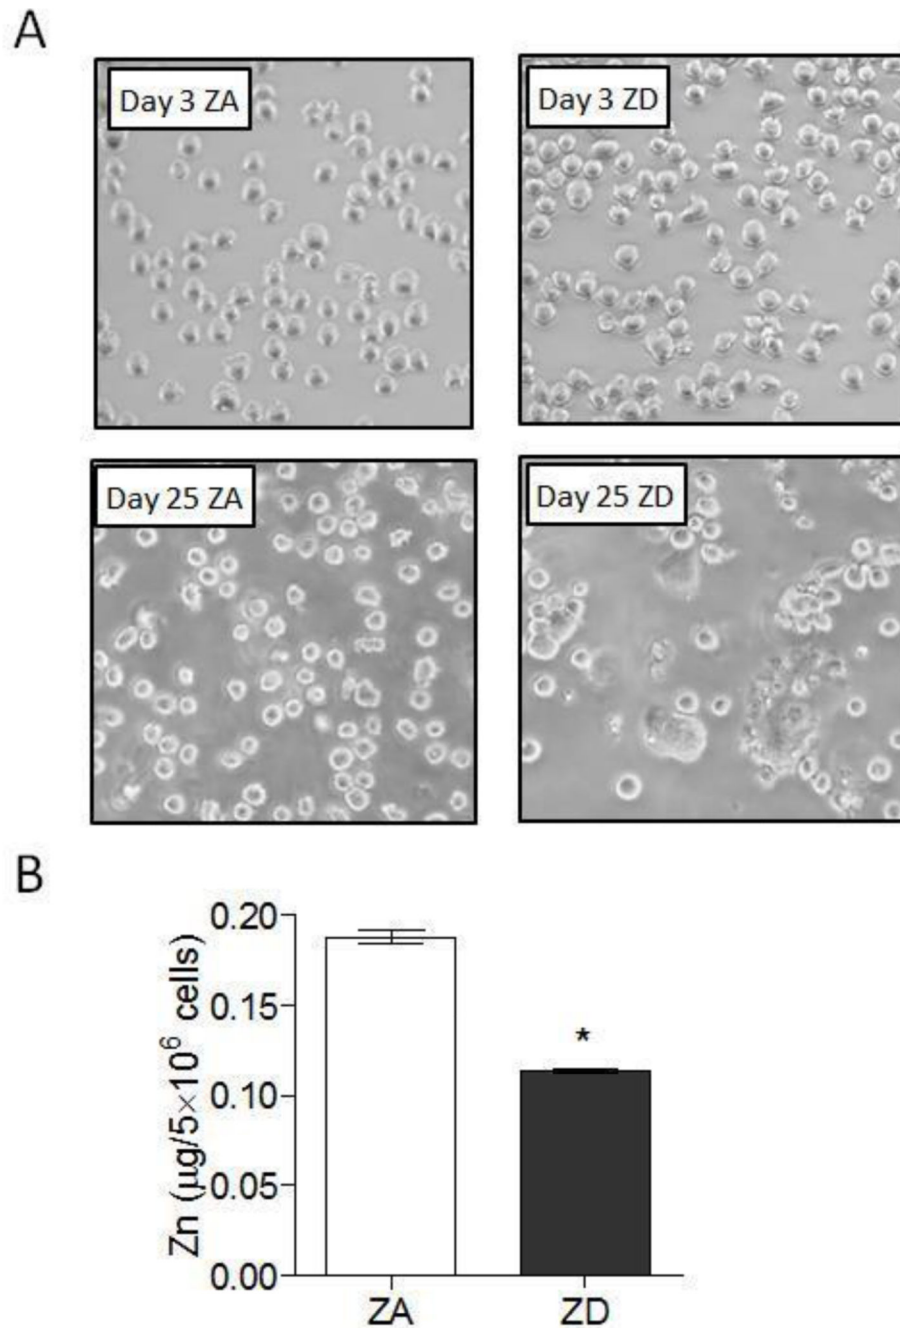 A
Day 3 ZA
Day 3 ZD
Day 25 ZA
Day 25 ZD
B
Zn (μg/5×10⁶ cells)
0.20
0.15
0.10
0.05
0.00
*
ZA
ZD